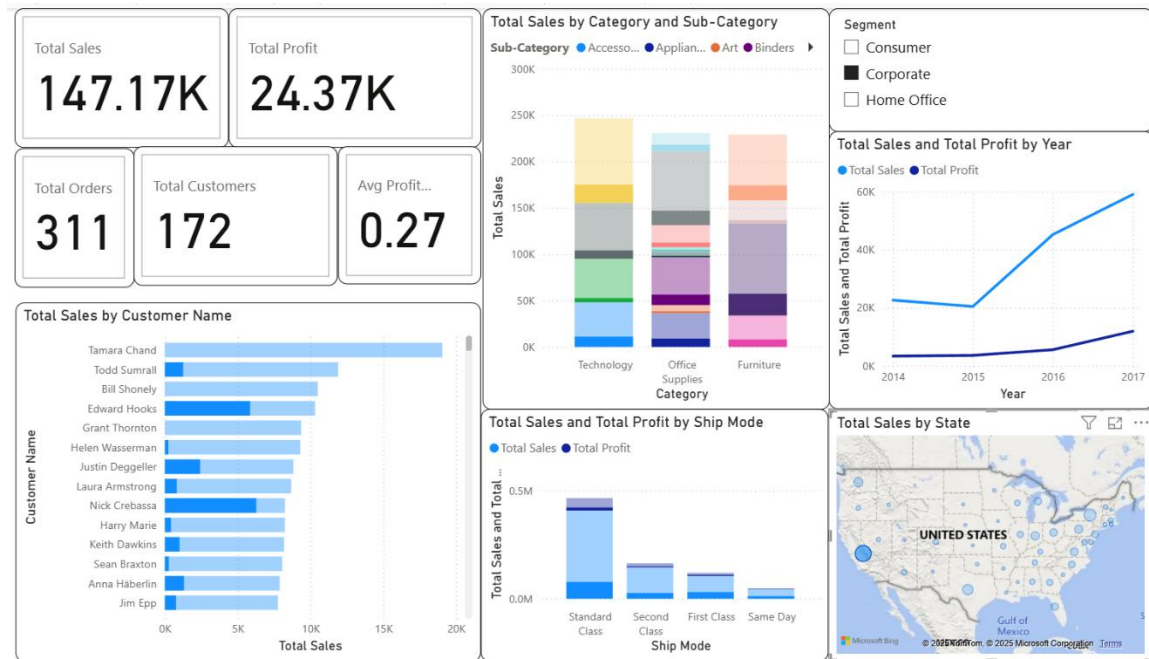 Total Sales
147.17K
Total Profit
24.37K
Total Orders
311
Total Customers
172
Avg Profit...
0.27
Total Sales by Customer Name
Customer Name
Tamara Chand
Todd Sumrall
Bill Shonely
Edward Hooks
Grant Thornton
Helen Wasserman
Justin Deggeller
Laura Armstrong
Nick Crebassa
Harry Marie
Keith Dawkins
Sean Braxton
Anna Häberlin
Jim Epp
0K 5K 10K 15K 20K
Total Sales
Total Sales by Category and Sub-Category
Sub-Category Accesso... Applian... Art Binders
Total Sales
300K
250K
200K
150K
100K
50K
0K
Technology Office Supplies Furniture
Category
Total Sales and Total Profit by Ship Mode
Total Sales Total Profit
Total Sales and Total ...
0.5M
0.0M
Standard Class Second Class First Class Same Day
Ship Mode
Segment
Consumer
Corporate
Home Office
Total Sales and Total Profit by Year
Total Sales Total Profit
Total Sales and Total Profit
60K
40K
20K
0K
2014 2015 2016 2017
Year
Total Sales by State
UNITED STATES
Gulf of
Mexico
Microsoft Bing
© 2025 TomTom, © 2025 Microsoft Corporation Terms